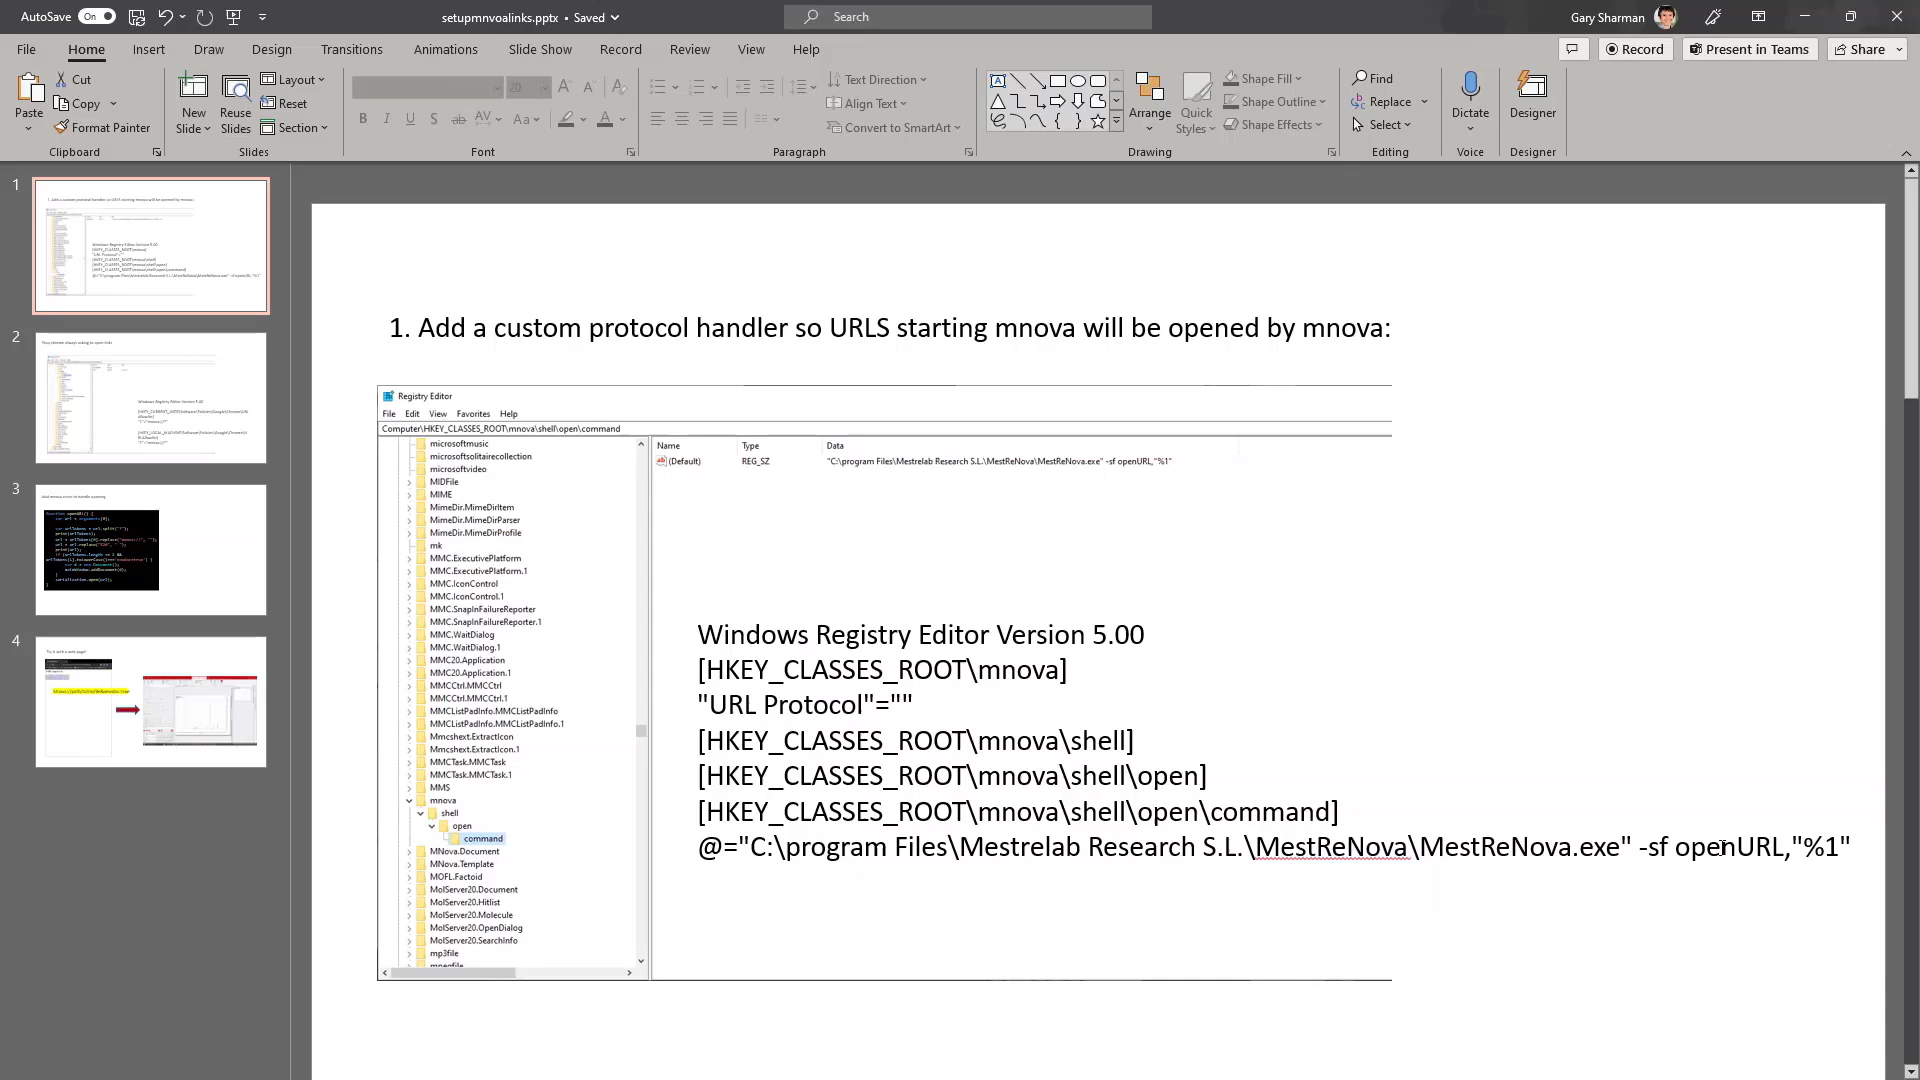 AutoSave On setupmnvoalinks.pptx • Saved Search Gary Sharman
File Home Insert Draw Design Transitions Animations Slide Show Record Review View Help Record Present in Teams Share
Paste
Cut
Copy
Format Painter
Clipboard
New Slide
Reuse Slides
Layout
Reset
Section
Slides
20
B I U S ab AV Aa A
Font
Text Direction
Align Text
Convert to SmartArt
Paragraph
Arrange
Quick Styles
Shape Fill
Shape Outline
Shape Effects
Drawing
Find
Replace
Select
Editing
Dictate
Voice
Designer
Designer
1
2
3
4
1. Add a custom protocol handler so URLS starting mnova will be opened by mnova:
Registry Editor
File Edit View Favorites Help
Computer\HKEY_CLASSES_ROOT\mnova\shell\open\command
microsoftmusic
microsoftsolitairecollection
microsoftvideo
MIDFile
MIME
MimeDir.MimeDirItem
MimeDir.MimeDirParser
MimeDir.MimeDirProfile
mk
MMC.ExecutivePlatform
MMC.ExecutivePlatform.1
MMC.IconControl
MMC.IconControl.1
MMC.SnapInFailureReporter
MMC.SnapInFailureReporter.1
MMC.WaitDialog
MMC.WaitDialog.1
MMC20.Application
MMC20.Application.1
MMCCtrl.MMCCtrl
MMCCtrl.MMCCtrl.1
MMCListPadInfo.MMCListPadInfo
MMCListPadInfo.MMCListPadInfo.1
Mmcshext.ExtractIcon
Mmcshext.ExtractIcon.1
MMCTask.MMCTask
MMCTask.MMCTask.1
MMS
mnova
shell
open
command
MNova.Document
MNova.Template
MOFL.Factoid
MolServer20.Document
MolServer20.Hitlist
MolServer20.Molecule
MolServer20.OpenDialog
MolServer20.SearchInfo
mp3file
mpegfile
Name Type Data
(Default) REG_SZ "C:\program Files\Mestrelab Research S.L.\MestReNova\MestReNova.exe" -sf openURL,"%1"
Windows Registry Editor Version 5.00
[HKEY_CLASSES_ROOT\mnova]
"URL Protocol"=""
[HKEY_CLASSES_ROOT\mnova\shell]
[HKEY_CLASSES_ROOT\mnova\shell\open]
[HKEY_CLASSES_ROOT\mnova\shell\open\command]
@="C:\program Files\Mestrelab Research S.L.\MestReNova\MestReNova.exe" -sf openURL,"%1"